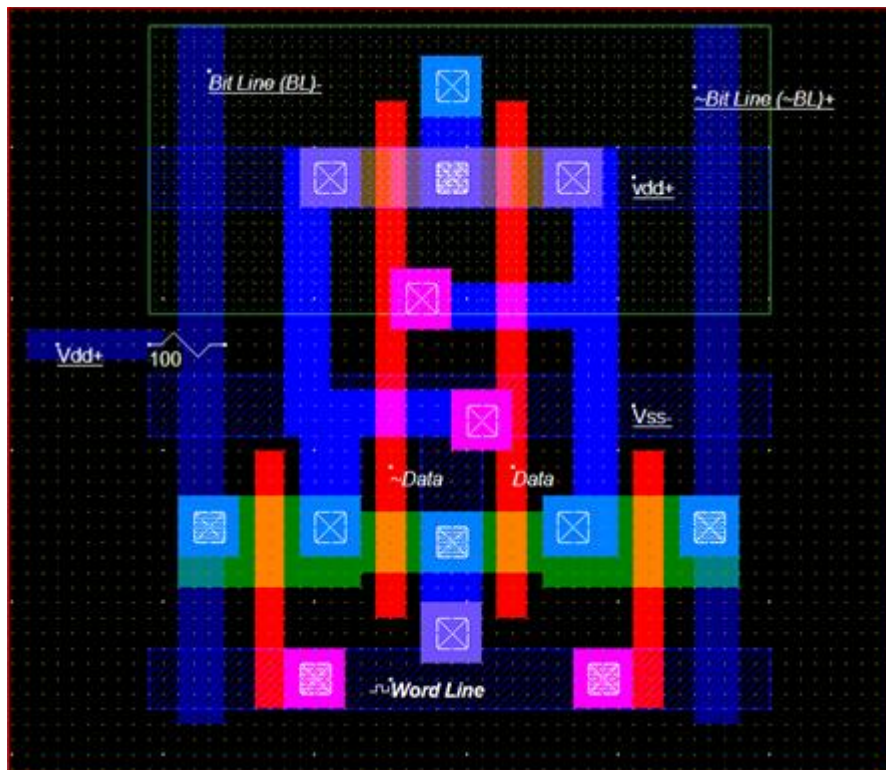 Bit Line (BL)-
~Bit Line (~BL)+
vdd+
Vdd+
100
Vss-
~Data
Data
Word Line